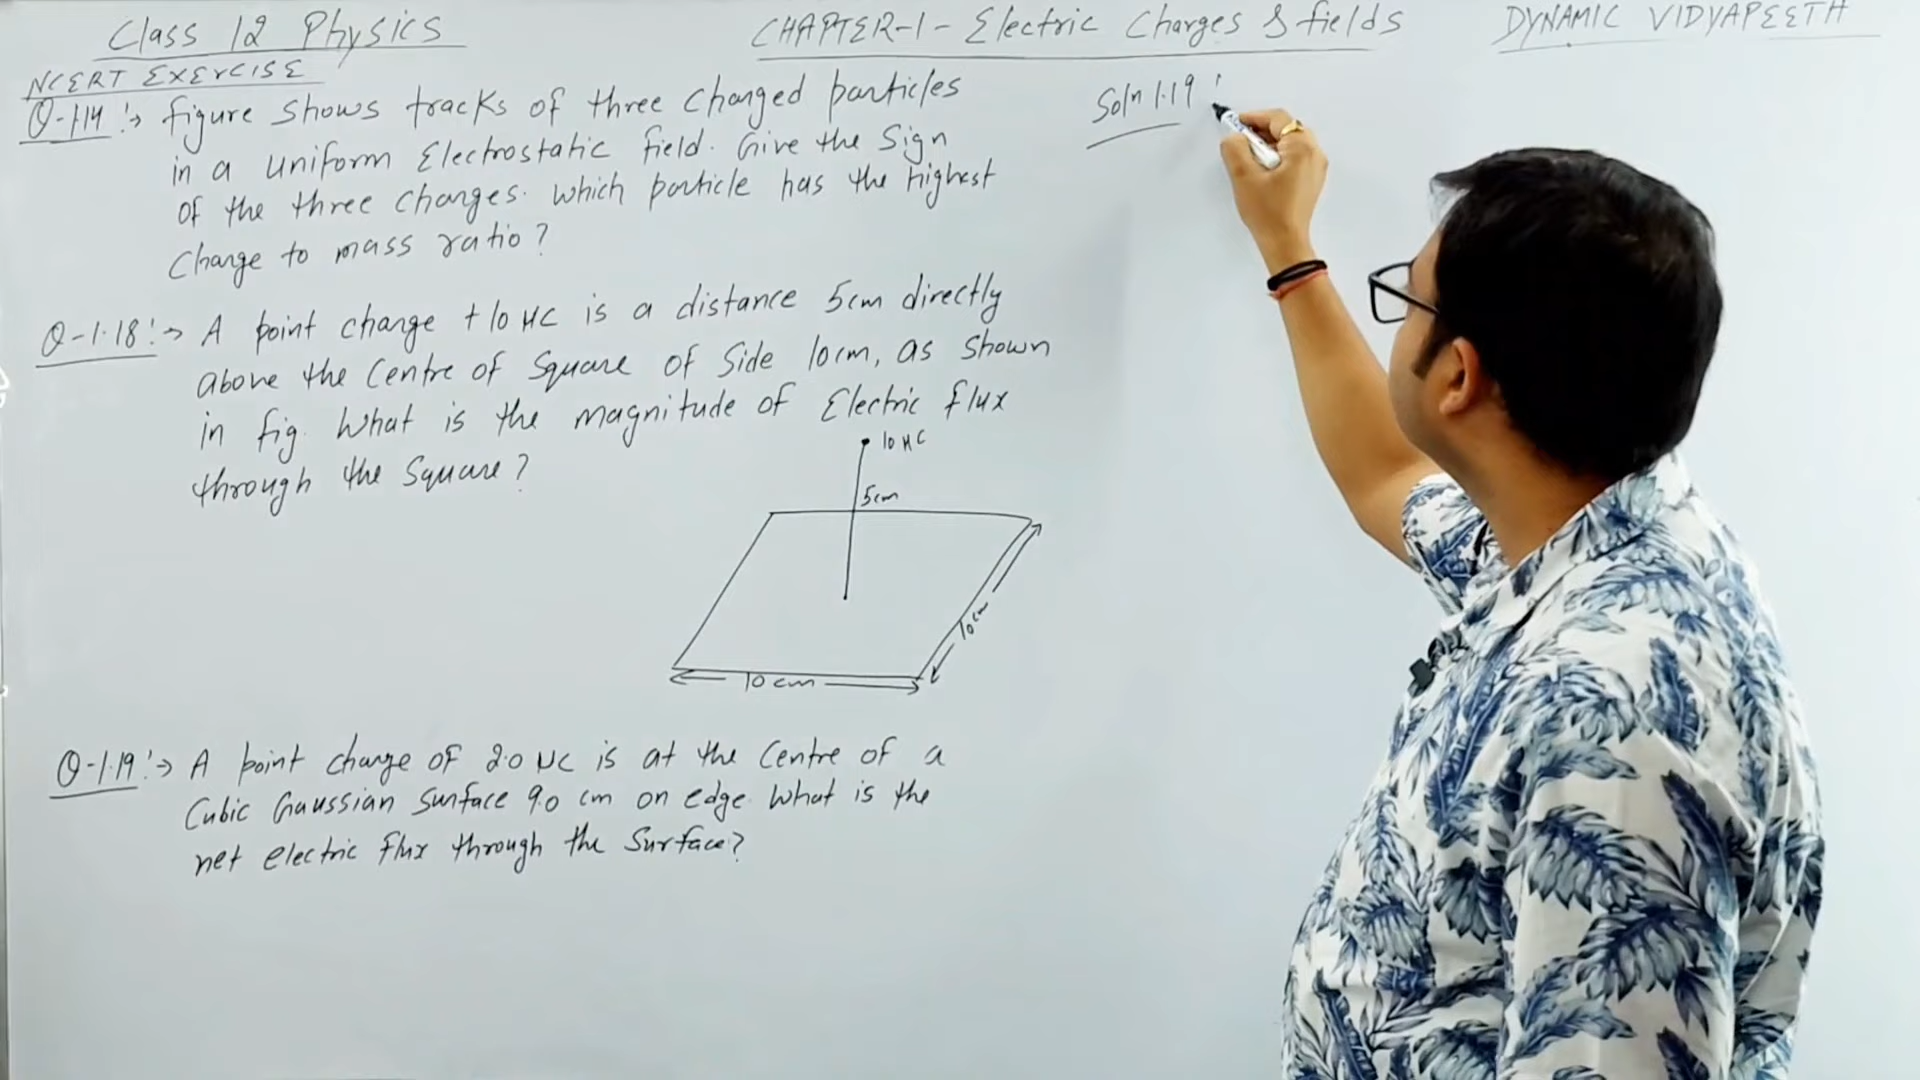 Class 12 Physics
CHAPTER-1 - Electric Charges & fields
DYNAMIC VIDYAPEETH
NCERT EXERCISE
Q-1.14 :→ figure shows tracks of three charged particles
in a uniform Electrostatic field. Give the Sign
of the three charges. which particle has the highest
Charge to mass ratio?
Q-1.18 :→ A point charge +10 μC is a distance 5cm directly
above the Centre of Square of Side 10cm, as shown
in fig. What is the magnitude of Electric flux
through the Square?
10 μC
5cm
10cm
10 cm
Q-1.19 :→ A point charge of 2.0 μC is at the Centre of a
Cubic Gaussian Surface 9.0 cm on edge. What is the
net electric flux through the Surface?
Soln 1.19 :